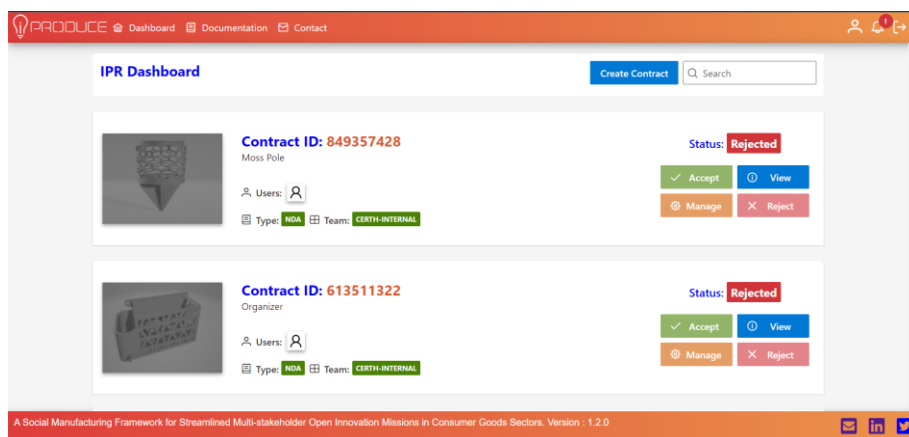 iPRODUCE Dashboard Documentation Contact
IPR Dashboard
Create Contract
Search
Contract ID: 849357428
Moss Pole
Users:
Type: NDA Team: CERTH-INTERNAL
Status: Rejected
Accept View
Manage Reject
Contract ID: 613511322
Organizer
Users:
Type: NDA Team: CERTH-INTERNAL
Status: Rejected
Accept View
Manage Reject
A Social Manufacturing Framework for Streamlined Multi-stakeholder Open Innovation Missions in Consumer Goods Sectors. Version : 1.2.0
in